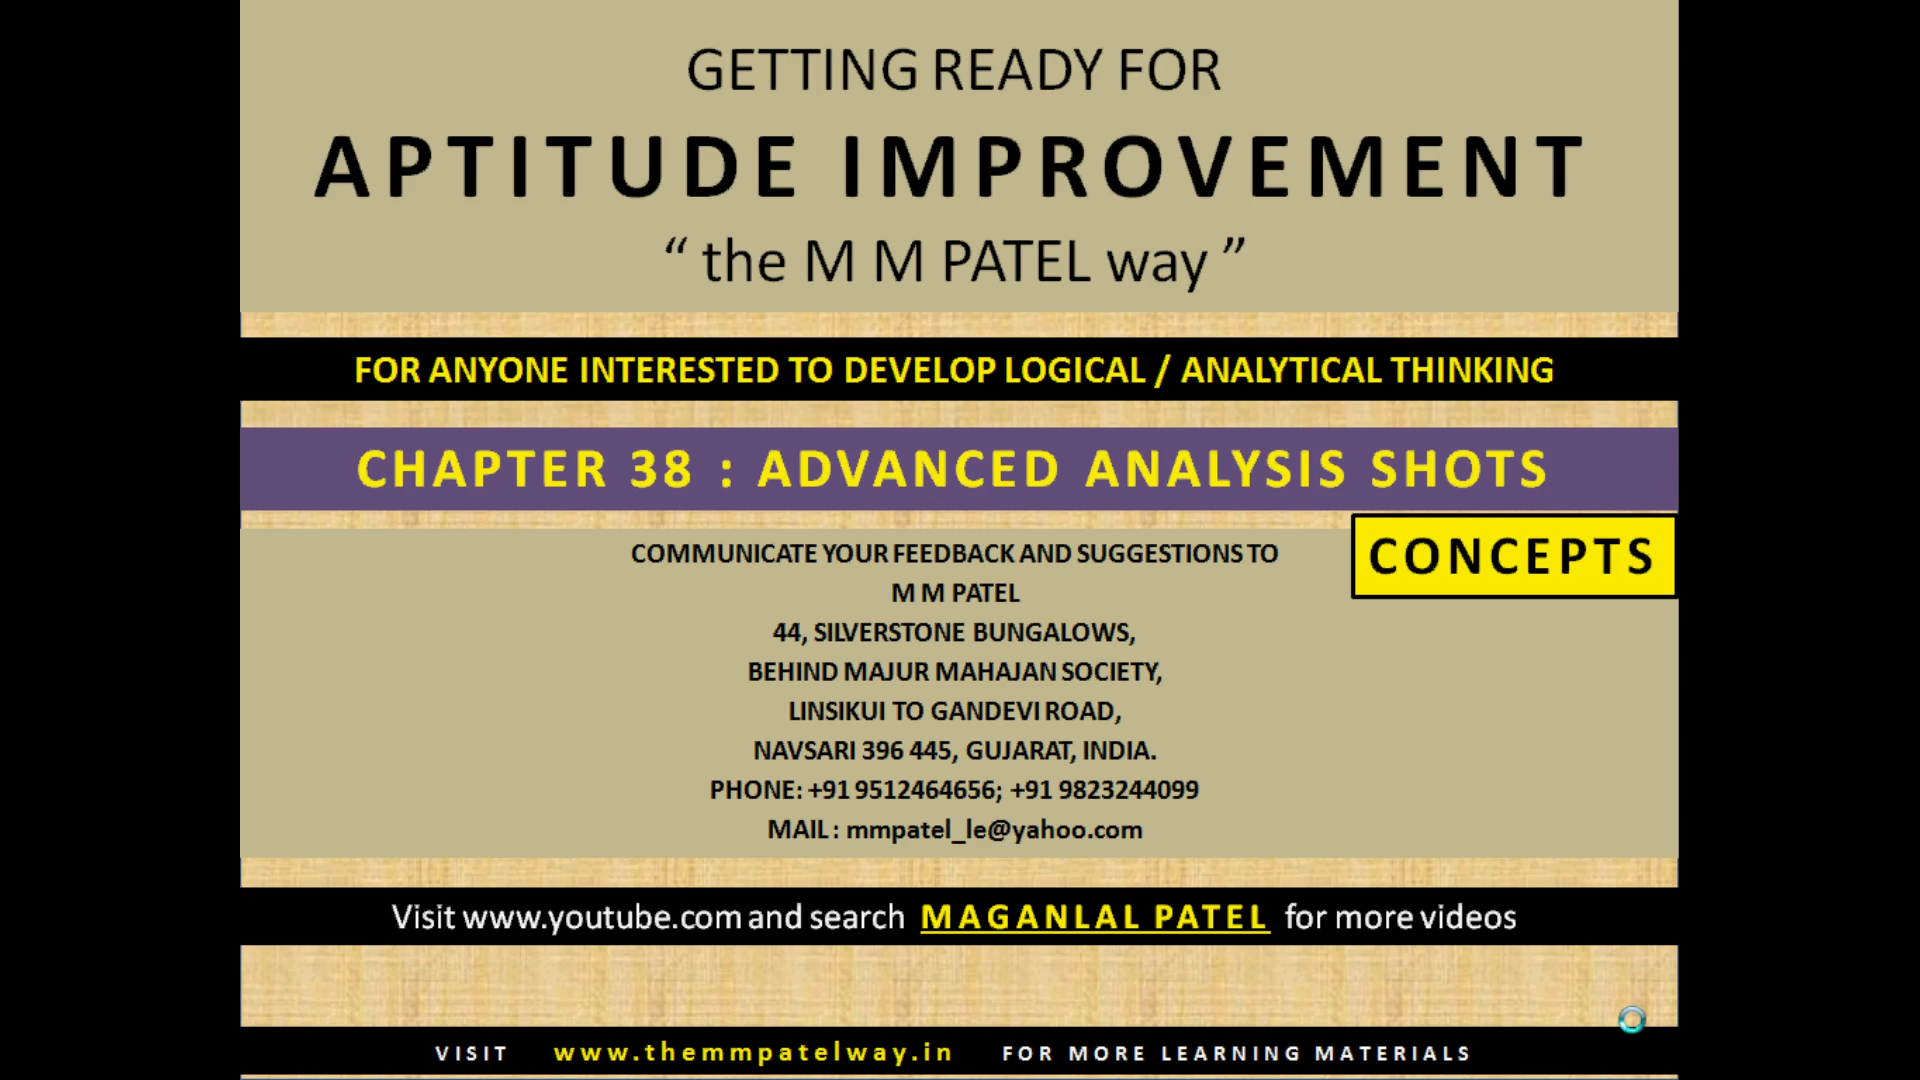 GETTING READY FOR
APTITUDE IMPROVEMENT
“ the M M PATEL way ”
FOR ANYONE INTERESTED TO DEVELOP LOGICAL / ANALYTICAL THINKING
CHAPTER 38 : ADVANCED ANALYSIS SHOTS
CONCEPTS
COMMUNICATE YOUR FEEDBACK AND SUGGESTIONS TO
M M PATEL
44, SILVERSTONE BUNGALOWS,
BEHIND MAJUR MAHAJAN SOCIETY,
LINSIKUI TO GANDEVI ROAD,
NAVSARI 396 445, GUJARAT, INDIA.
PHONE: +91 9512464656; +91 9823244099
MAIL : mmpatel_le@yahoo.com
Visit www.youtube.com and search MAGANLAL PATEL for more videos
VISIT www.themmpatelway.in FOR MORE LEARNING MATERIALS